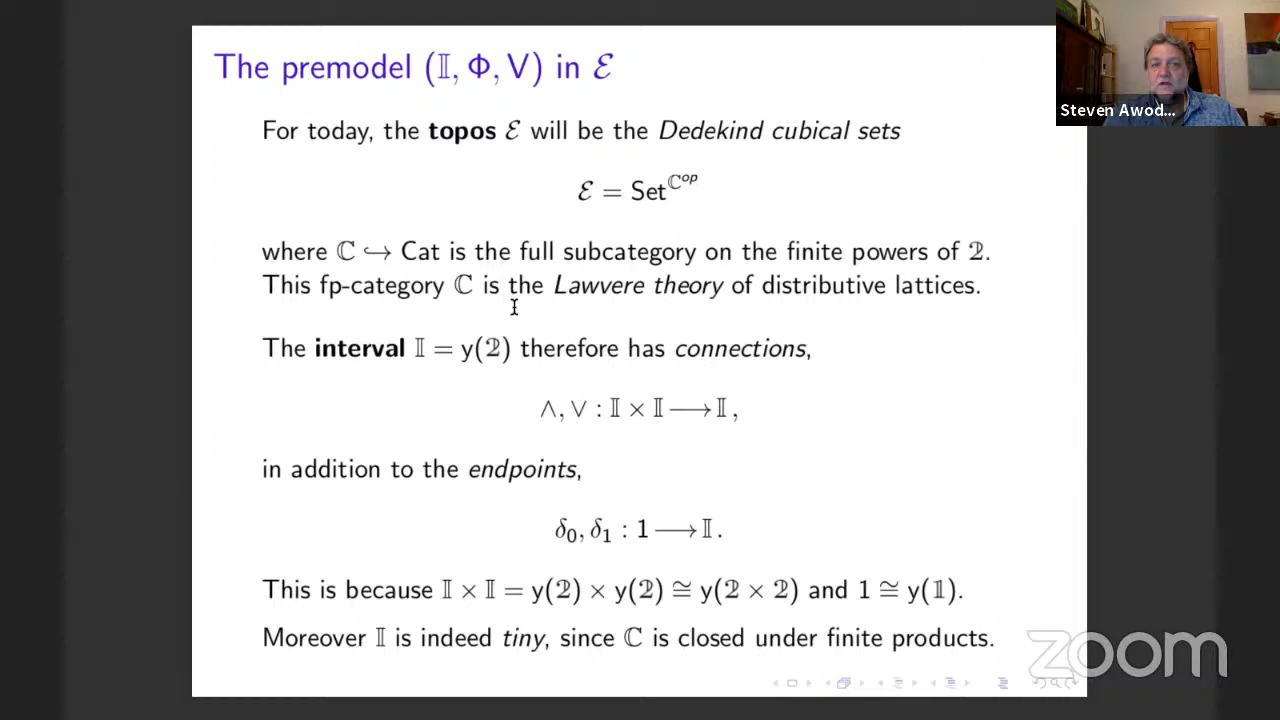 The premodel (𝕀, Φ, V) in ℰ
Steven Awod...
For today, the topos ℰ will be the Dedekind cubical sets
ℰ = Set^ℂ^op
where ℂ ↪ Cat is the full subcategory on the finite powers of 𝟚.
This fp-category ℂ is the Lawvere theory of distributive lattices.
The interval 𝕀 = y(𝟚) therefore has connections,
∧, ∨ : 𝕀 × 𝕀 ⟶ 𝕀 ,
in addition to the endpoints,
δ₀, δ₁ : 1 ⟶ 𝕀 .
This is because 𝕀 × 𝕀 = y(𝟚) × y(𝟚) ≅ y(𝟚 × 𝟚) and 1 ≅ y(𝟙).
Moreover 𝕀 is indeed tiny, since ℂ is closed under finite products.
zoom